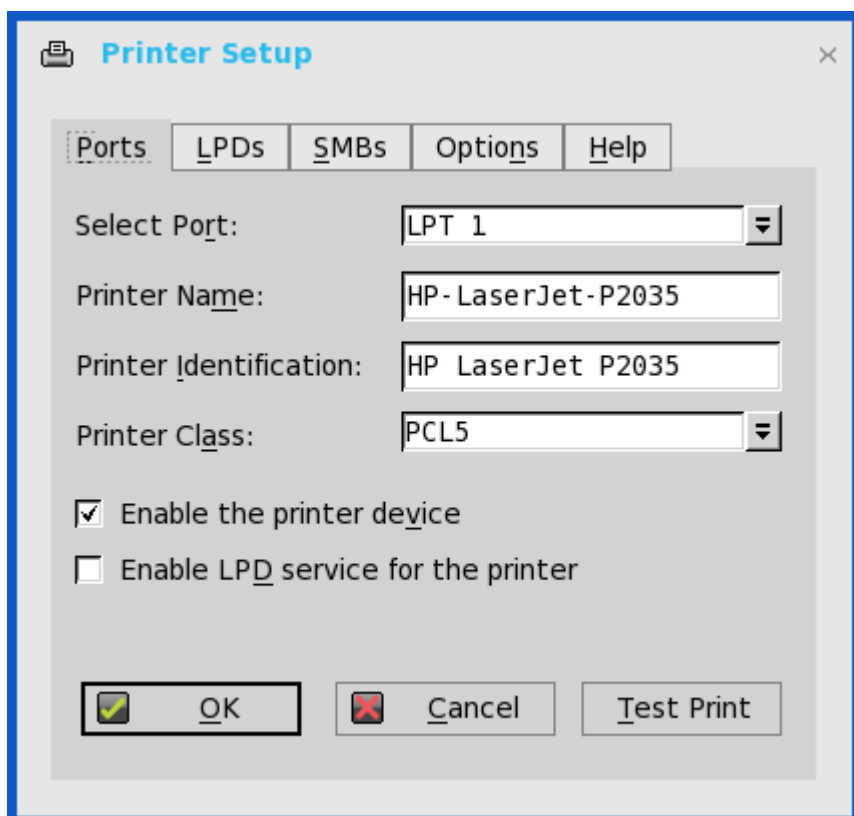 Printer Setup
Ports LPDs SMBs Options Help
Select Port: LPT 1
Printer Name: HP-LaserJet-P2035
Printer Identification: HP LaserJet P2035
Printer Class: PCL5
Enable the printer device
Enable LPD service for the printer
OK Cancel Test Print